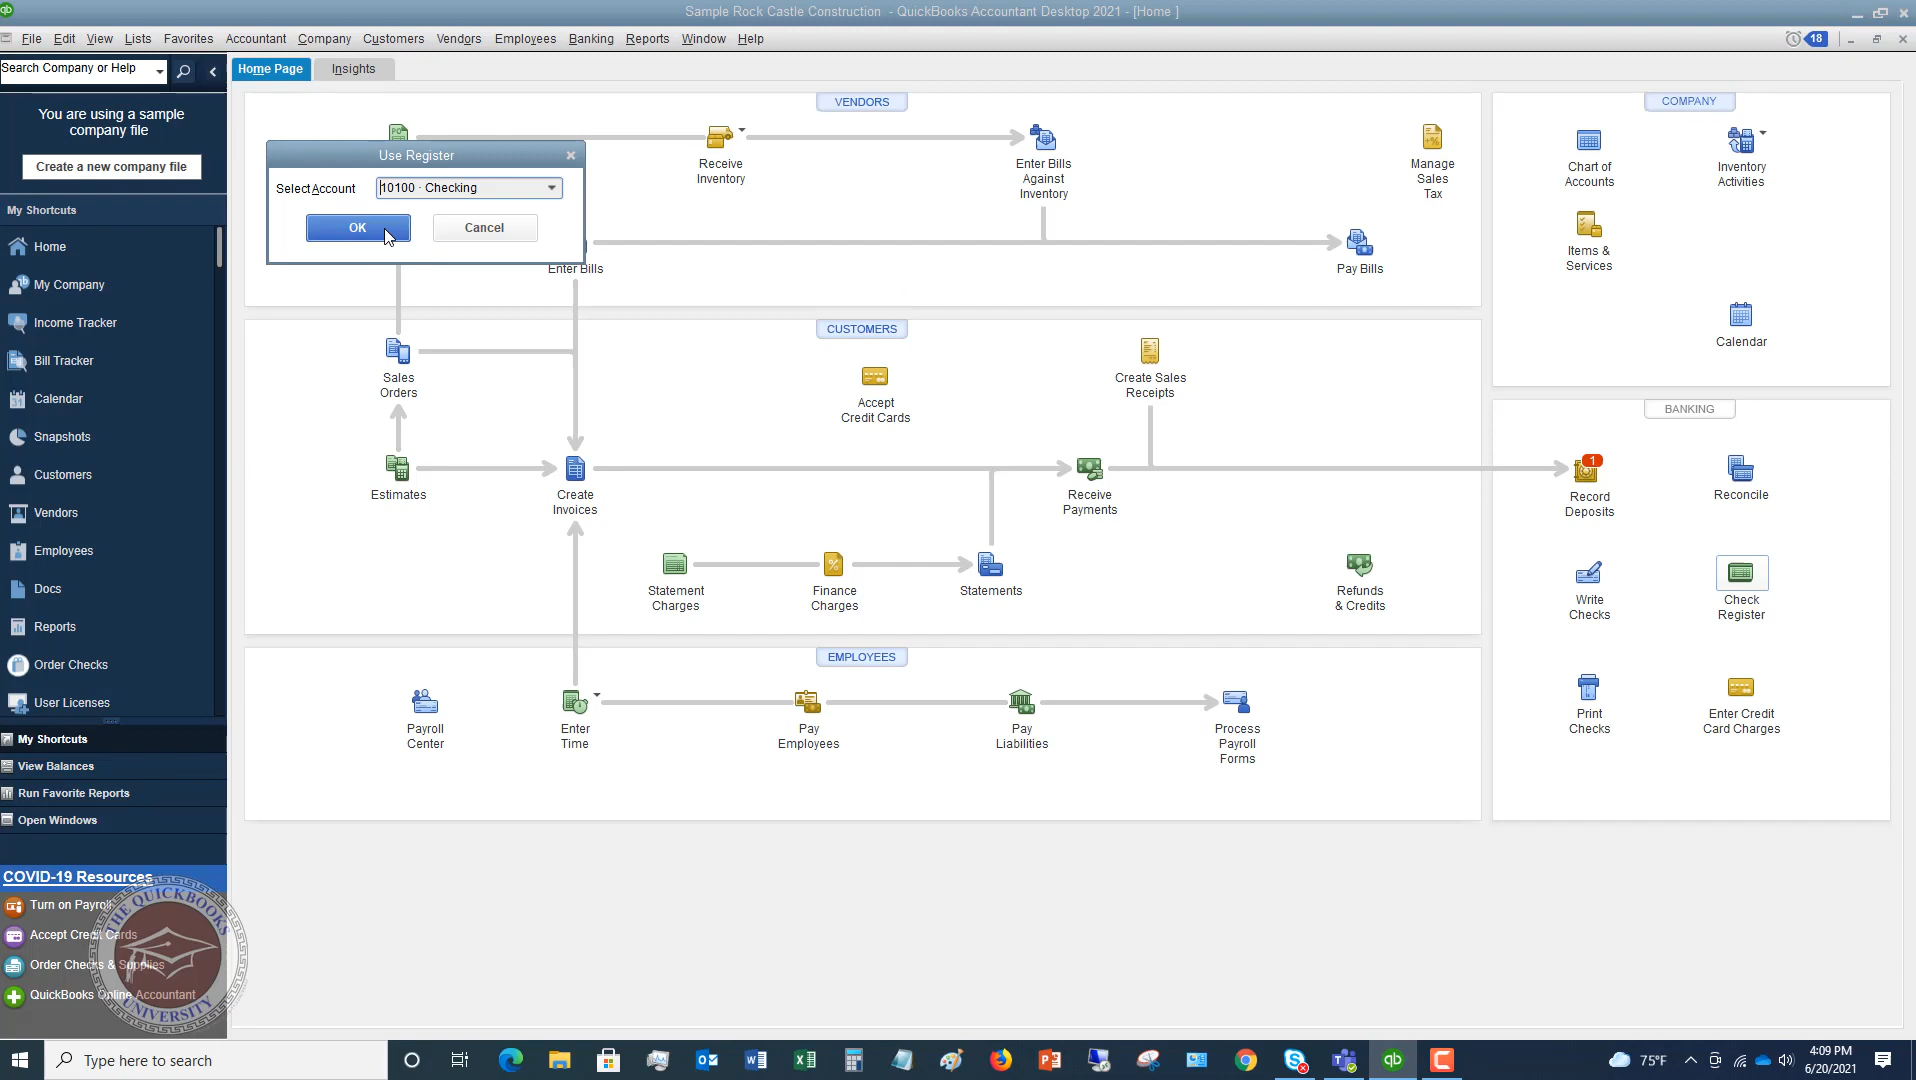 Sample Rock Castle Construction - QuickBooks Accountant Desktop 2021 - [Home ]
File Edit View Lists Favorites Accountant Company Customers Vendors Employees Banking Reports Window Help
18
Search Company or Help
Home Page Insights
You are using a sample
company file
Create a new company file
My Shortcuts
Home
My Company
Income Tracker
Bill Tracker
Calendar
Snapshots
Customers
Vendors
Employees
Docs
Reports
Order Checks
User Licenses
My Shortcuts
View Balances
Run Favorite Reports
Open Windows
COVID-19 Resources
Turn on Payroll
Accept Credit Cards
Order Checks & Supplies
QuickBooks Online Accountant
THE QUICKBOOKS
UNIVERSITY
Use Register
Select Account
10100 · Checking
OK
Cancel
VENDORS
PO
Receive
Inventory
Enter Bills
Against
Inventory
Manage
Sales
Tax
Enter Bills
Pay Bills
CUSTOMERS
Sales
Orders
Accept
Credit Cards
Create Sales
Receipts
Estimates
Create
Invoices
Receive
Payments
Statement
Charges
Finance
Charges
Statements
Refunds
& Credits
EMPLOYEES
Payroll
Center
Enter
Time
Pay
Employees
Pay
Liabilities
Process
Payroll
Forms
COMPANY
Chart of
Accounts
Inventory
Activities
Items &
Services
Calendar
BANKING
1
Record
Deposits
Reconcile
Write
Checks
Check
Register
Print
Checks
Enter Credit
Card Charges
Type here to search
75°F
4:09 PM
6/20/2021